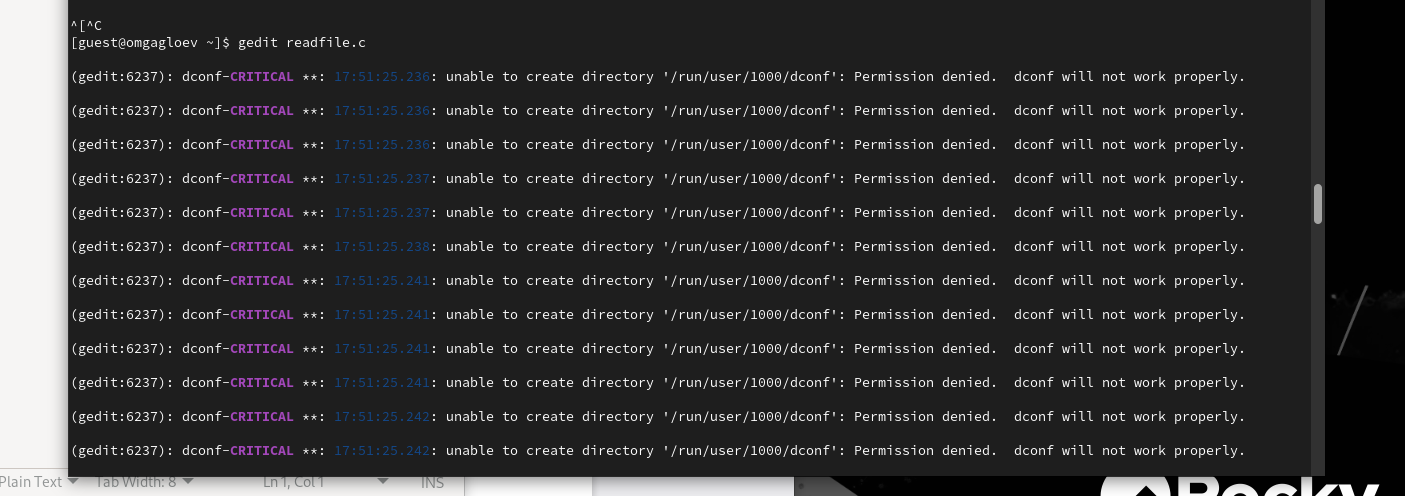 ^[^C
[guest@omgagloev ~]$ gedit readfile.c
(gedit:6237): dconf-CRITICAL **: 17:51:25.236: unable to create directory '/run/user/1000/dconf': Permission denied.  dconf will not work properly.
(gedit:6237): dconf-CRITICAL **: 17:51:25.236: unable to create directory '/run/user/1000/dconf': Permission denied.  dconf will not work properly.
(gedit:6237): dconf-CRITICAL **: 17:51:25.236: unable to create directory '/run/user/1000/dconf': Permission denied.  dconf will not work properly.
(gedit:6237): dconf-CRITICAL **: 17:51:25.237: unable to create directory '/run/user/1000/dconf': Permission denied.  dconf will not work properly.
(gedit:6237): dconf-CRITICAL **: 17:51:25.237: unable to create directory '/run/user/1000/dconf': Permission denied.  dconf will not work properly.
(gedit:6237): dconf-CRITICAL **: 17:51:25.238: unable to create directory '/run/user/1000/dconf': Permission denied.  dconf will not work properly.
(gedit:6237): dconf-CRITICAL **: 17:51:25.241: unable to create directory '/run/user/1000/dconf': Permission denied.  dconf will not work properly.
(gedit:6237): dconf-CRITICAL **: 17:51:25.241: unable to create directory '/run/user/1000/dconf': Permission denied.  dconf will not work properly.
(gedit:6237): dconf-CRITICAL **: 17:51:25.241: unable to create directory '/run/user/1000/dconf': Permission denied.  dconf will not work properly.
(gedit:6237): dconf-CRITICAL **: 17:51:25.241: unable to create directory '/run/user/1000/dconf': Permission denied.  dconf will not work properly.
(gedit:6237): dconf-CRITICAL **: 17:51:25.242: unable to create directory '/run/user/1000/dconf': Permission denied.  dconf will not work properly.
(gedit:6237): dconf-CRITICAL **: 17:51:25.242: unable to create directory '/run/user/1000/dconf': Permission denied.  dconf will not work properly.
Plain Text Tab Width: 8 Ln 1, Col 1 INS
Rocky